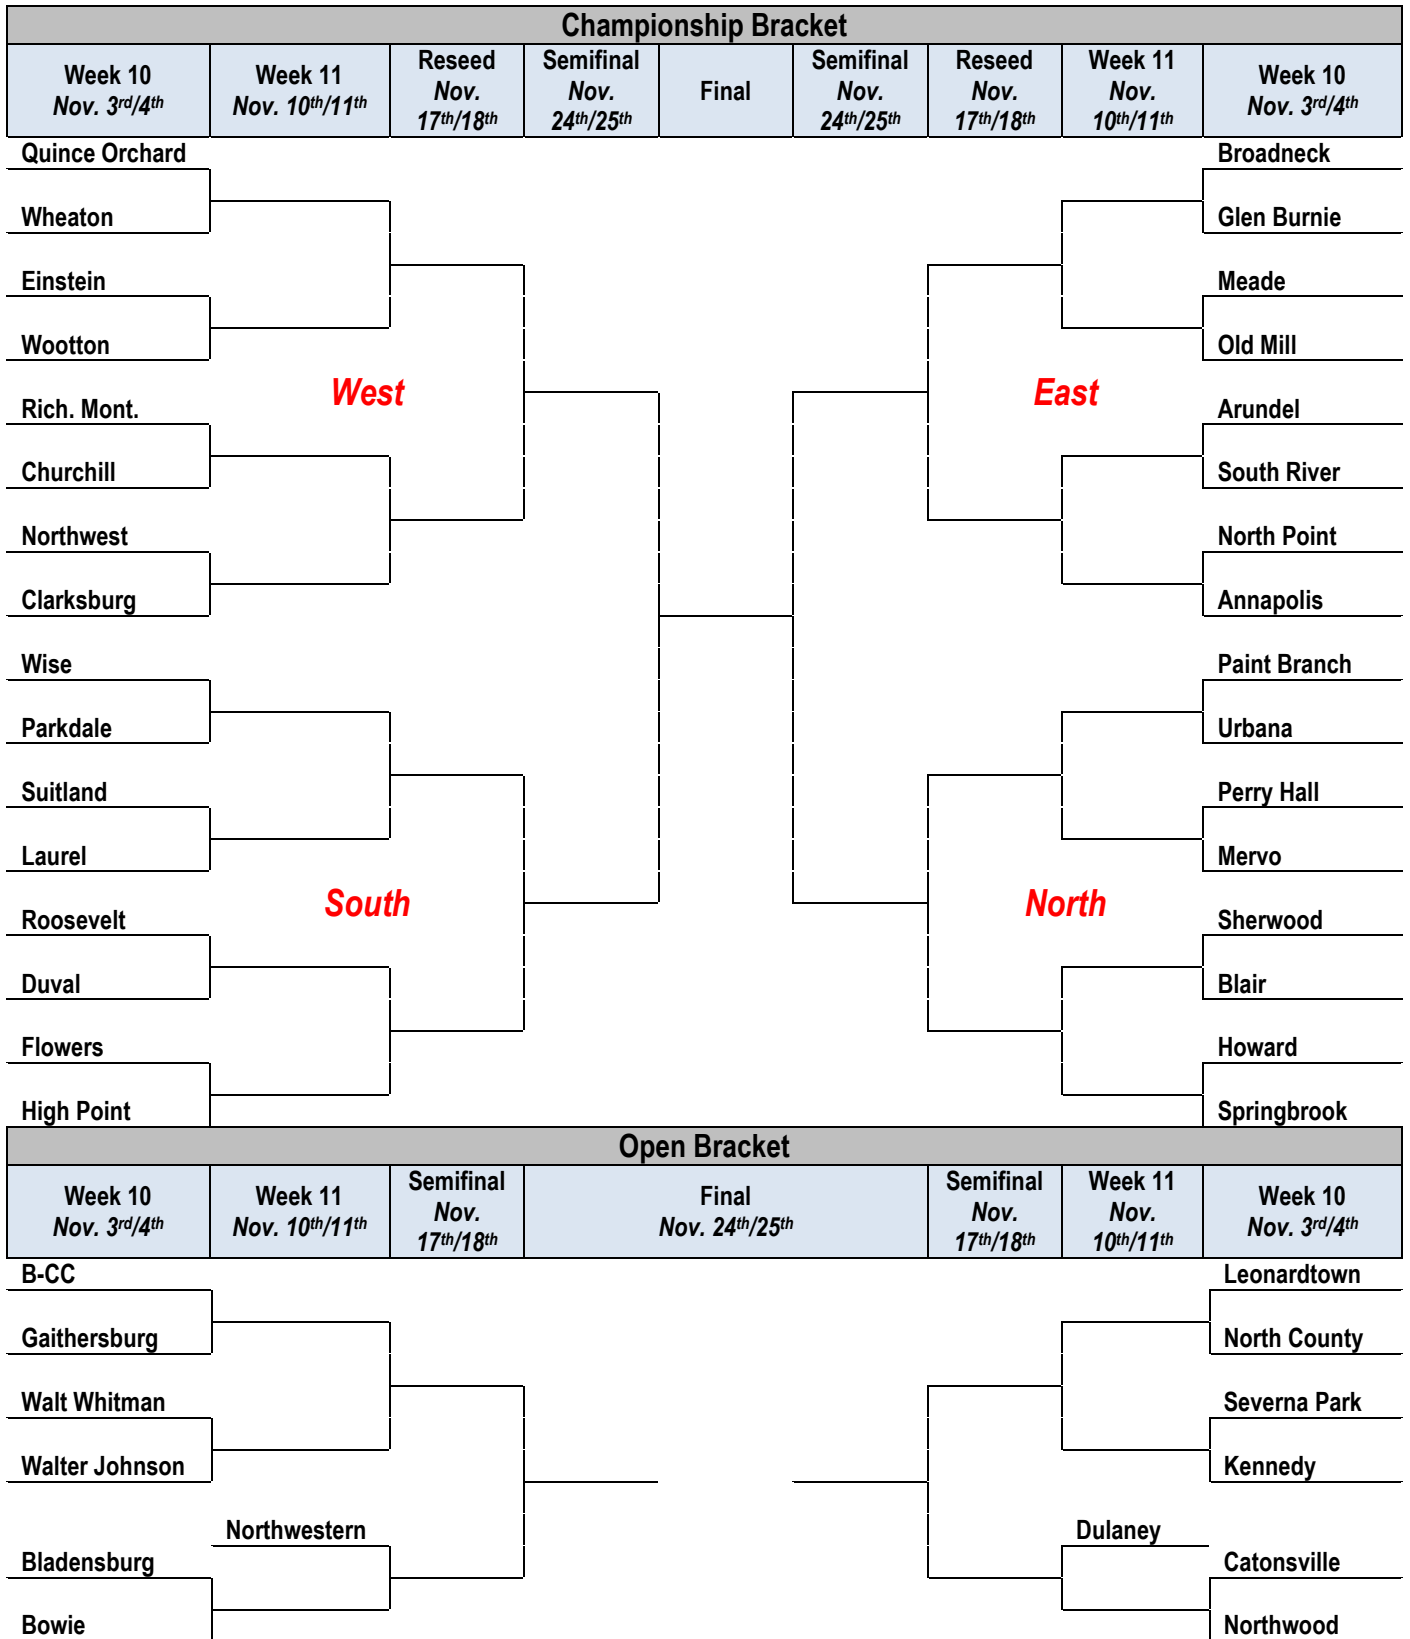 Championship Bracket
Week 10
Nov. 3rd/4th
Week 11
Nov. 10th/11th
Reseed
Nov.
17th/18th
Semifinal
Nov.
24th/25th
Final
Semifinal
Nov.
24th/25th
Reseed
Nov.
17th/18th
Week 11
Nov.
10th/11th
Week 10
Nov. 3rd/4th
Quince Orchard
Wheaton
Einstein
Wootton
West
Rich. Mont.
Churchill
Northwest
Clarksburg
Wise
Parkdale
Suitland
Laurel
South
Roosevelt
Duval
Flowers
High Point
Broadneck
Glen Burnie
Meade
Old Mill
East
Arundel
South River
North Point
Annapolis
Paint Branch
Urbana
Perry Hall
Mervo
North
Sherwood
Blair
Howard
Springbrook
Open Bracket
Week 10
Nov. 3rd/4th
Week 11
Nov. 10th/11th
Semifinal
Nov.
17th/18th
Final
Nov. 24th/25th
Semifinal
Nov.
17th/18th
Week 11
Nov.
10th/11th
Week 10
Nov. 3rd/4th
B-CC
Gaithersburg
Walt Whitman
Walter Johnson
Northwestern
Bladensburg
Bowie
Leonardtown
North County
Severna Park
Kennedy
Dulaney
Catonsville
Northwood